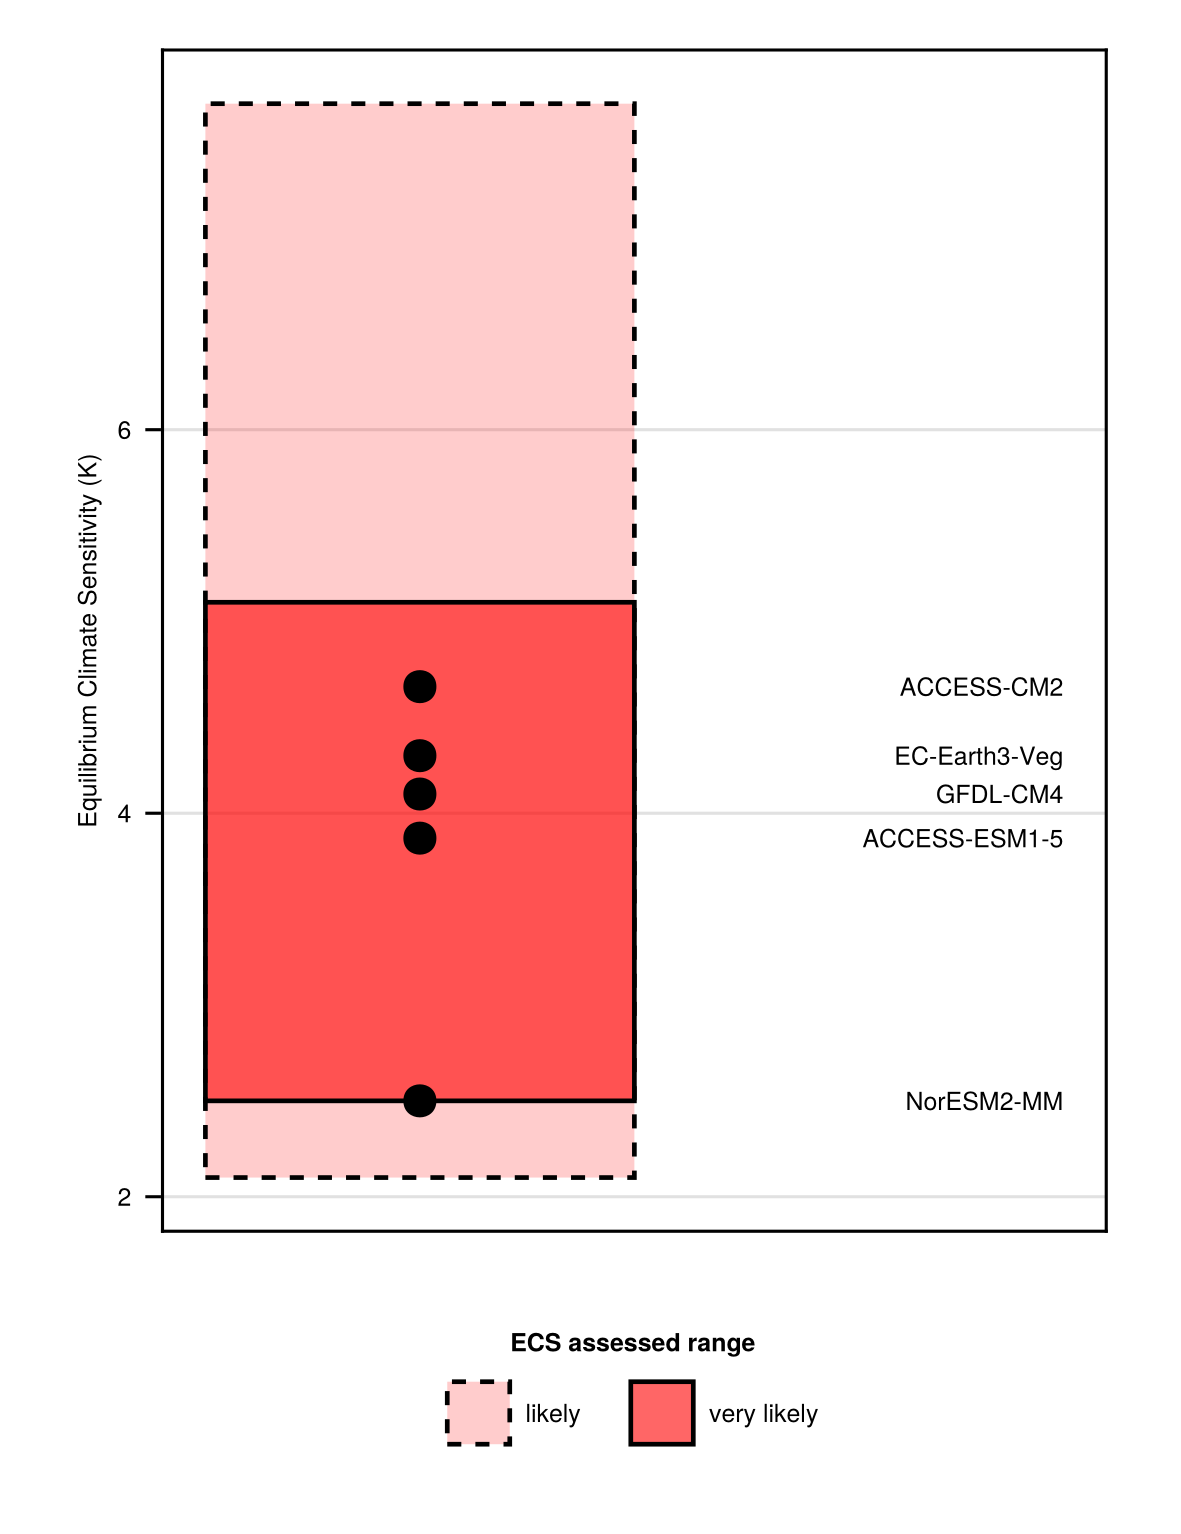 Equilibrium Climate Sensitivity (K)
6
4
2
ACCESS-CM2
EC-Earth3-Veg
GFDL-CM4
ACCESS-ESM1-5
NorESM2-MM
ECS assessed range
likely
very likely